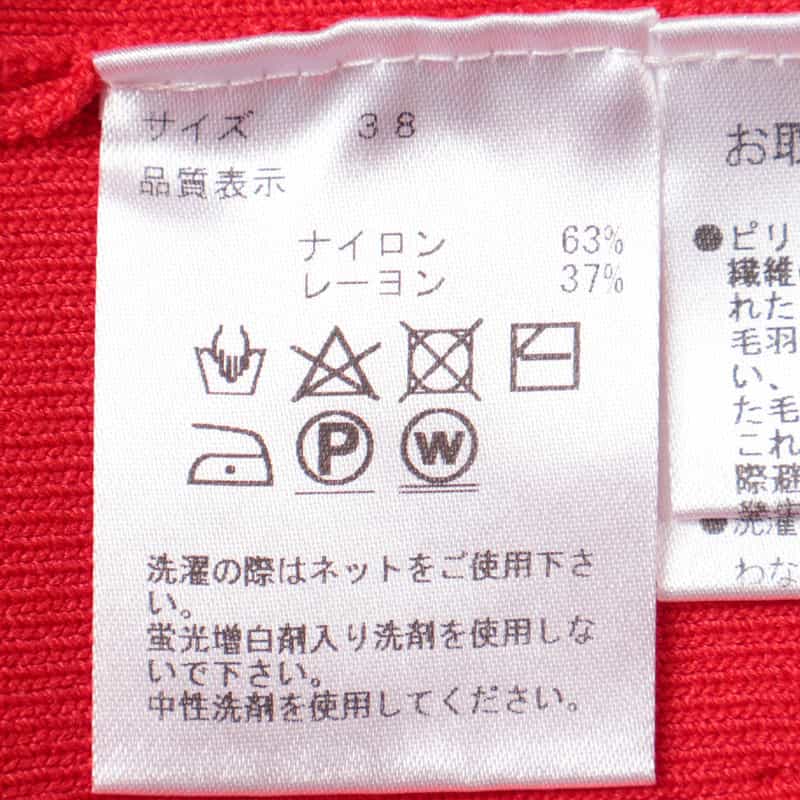 サイズ 38
品質表示
ナイロン 63%
レーヨン 37%
P W
洗濯の際はネットをご使用下さ
い。
蛍光増白剤入り洗剤を使用しな
いで下さい。
中性洗剤を使用してください。
お取
●ピリ
繊維
れた
毛羽
い、
た毛
これ
際避
●洗濯
わな